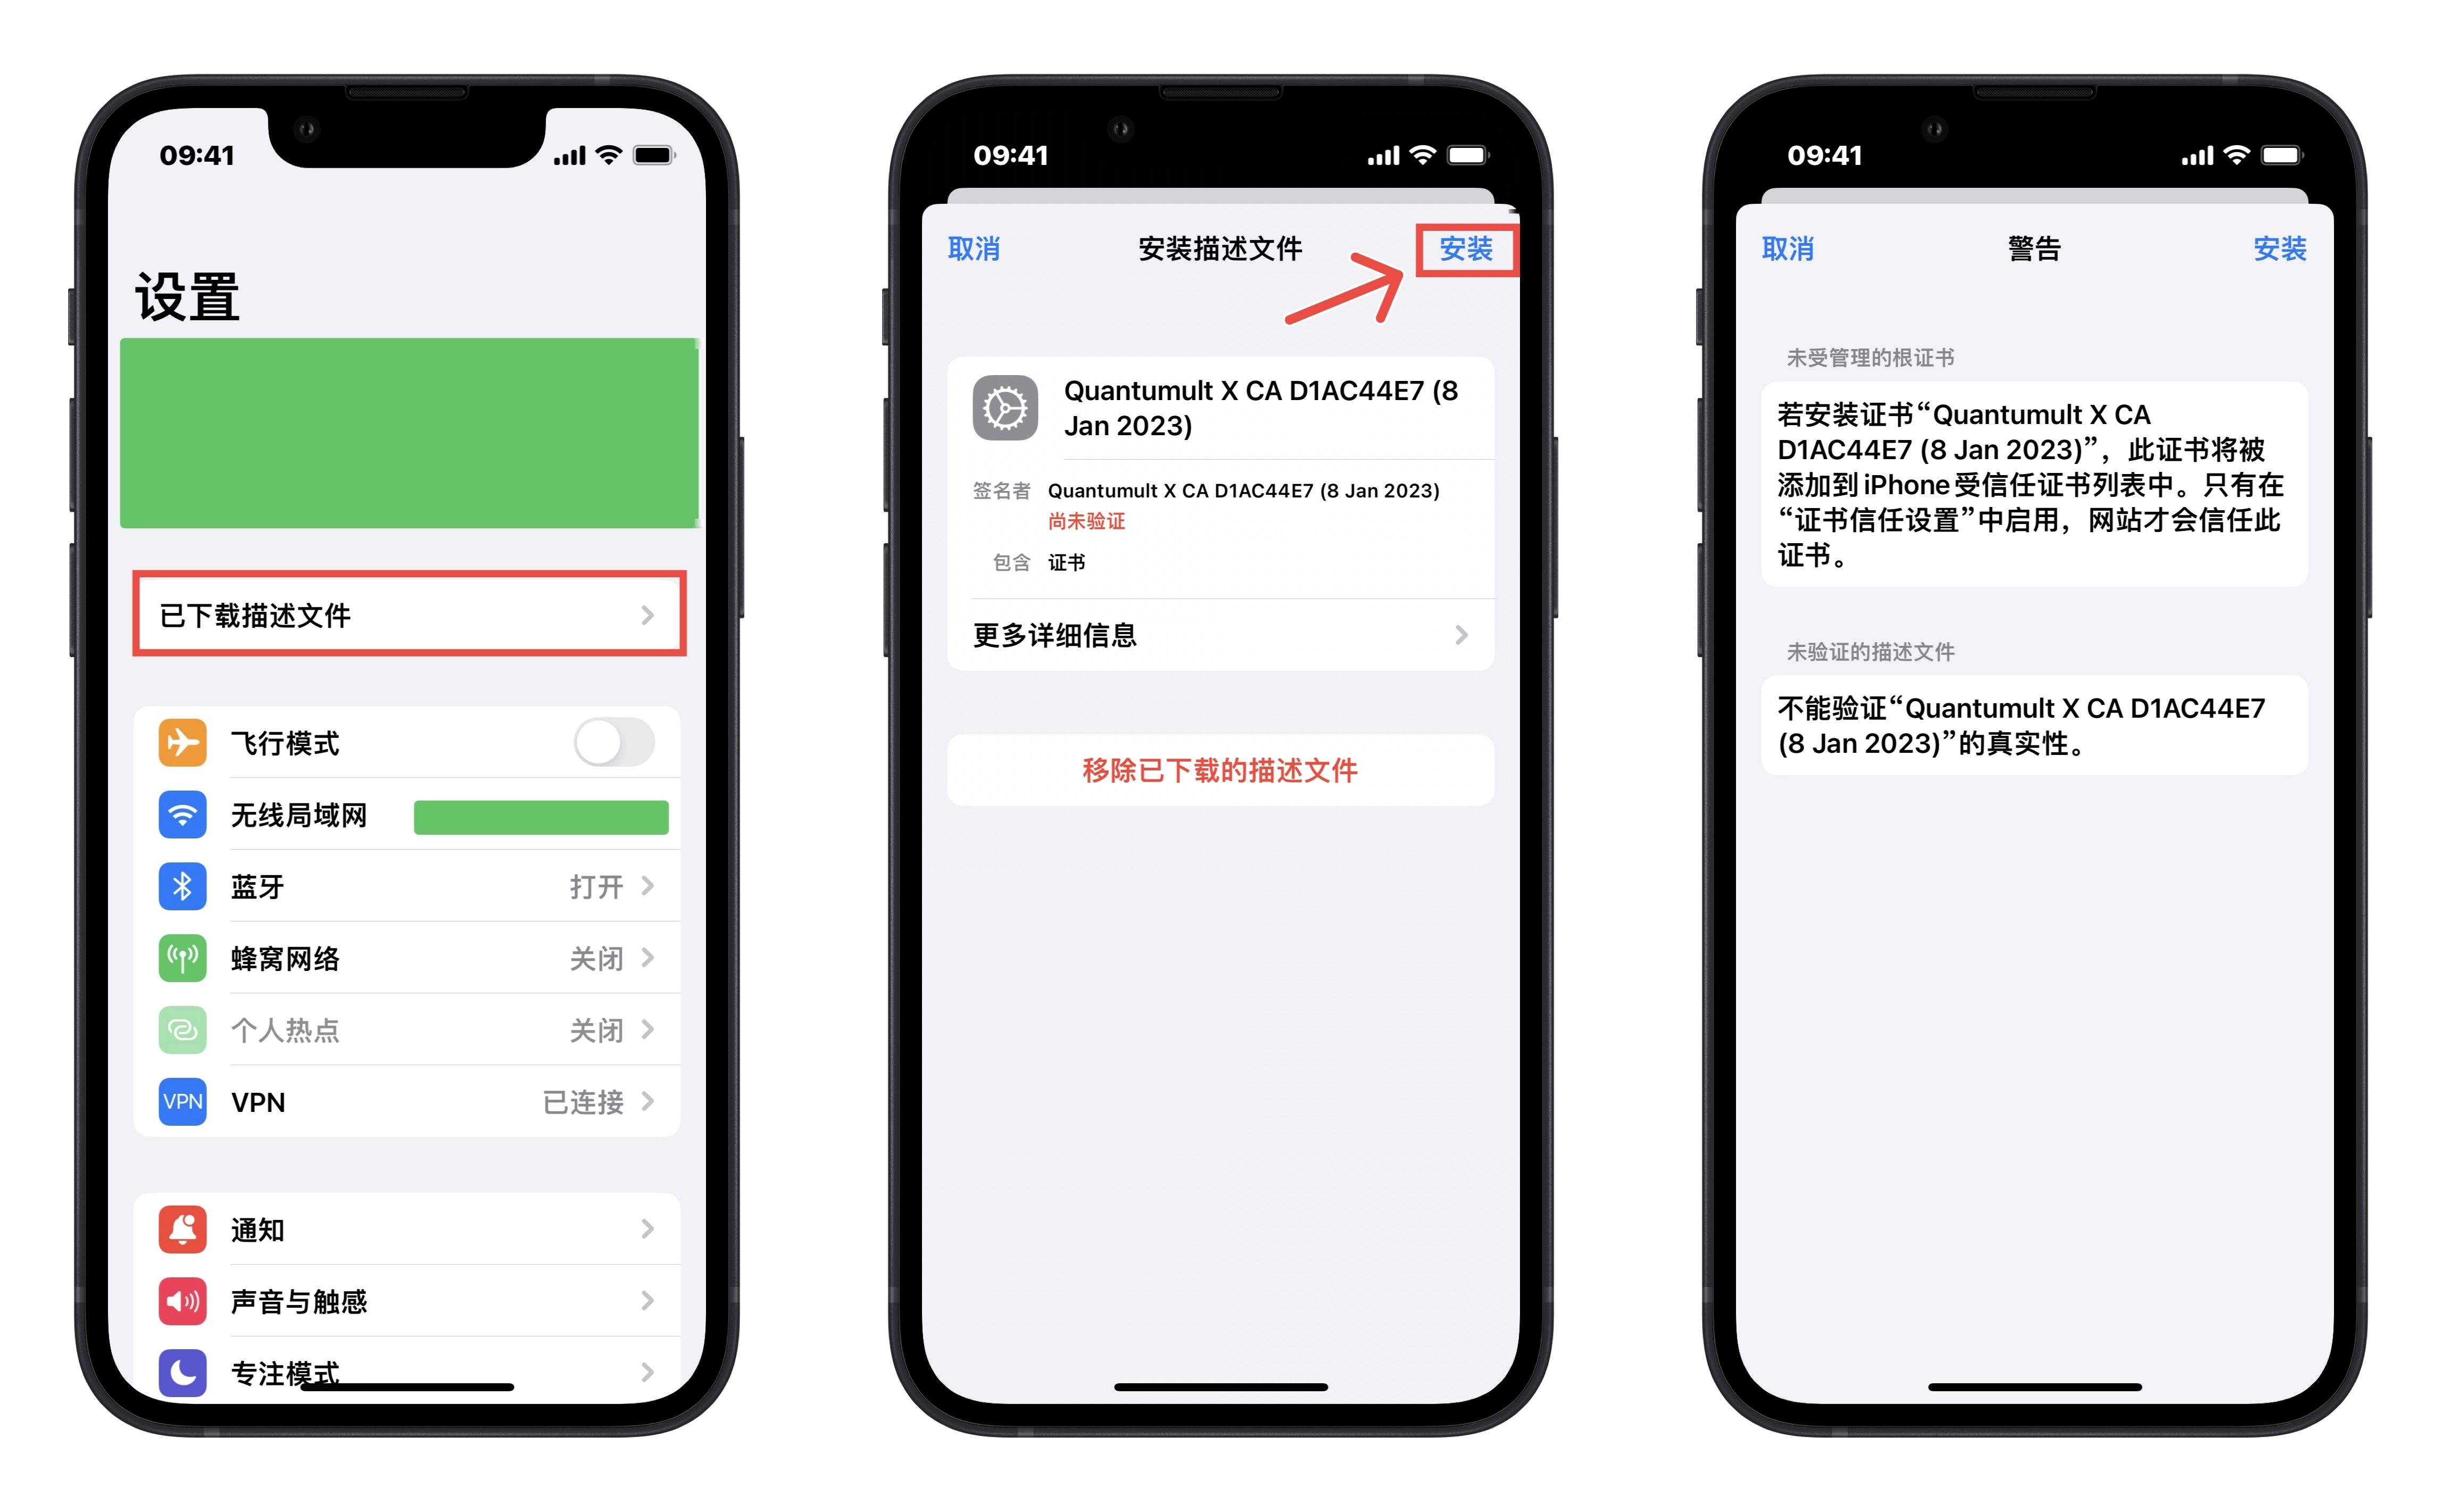 09:41
设置
已下载描述文件
飞行模式
无线局域网
蓝牙 打开
蜂窝网络 关闭
个人热点 关闭
VPN VPN 已连接
通知
声音与触感
专注模式
09:41
取消 安装描述文件 安装
Quantumult X CA D1AC44E7 (8
Jan 2023)
签名者 Quantumult X CA D1AC44E7 (8 Jan 2023)
尚未验证
包含 证书
更多详细信息
移除已下载的描述文件
09:41
取消 警告 安装
未受管理的根证书
若安装证书“Quantumult X CA
D1AC44E7 (8 Jan 2023)”，此证书将被
添加到 iPhone 受信任证书列表中。只有在
“证书信任设置”中启用，网站才会信任此
证书。
未验证的描述文件
不能验证“Quantumult X CA D1AC44E7
(8 Jan 2023)”的真实性。